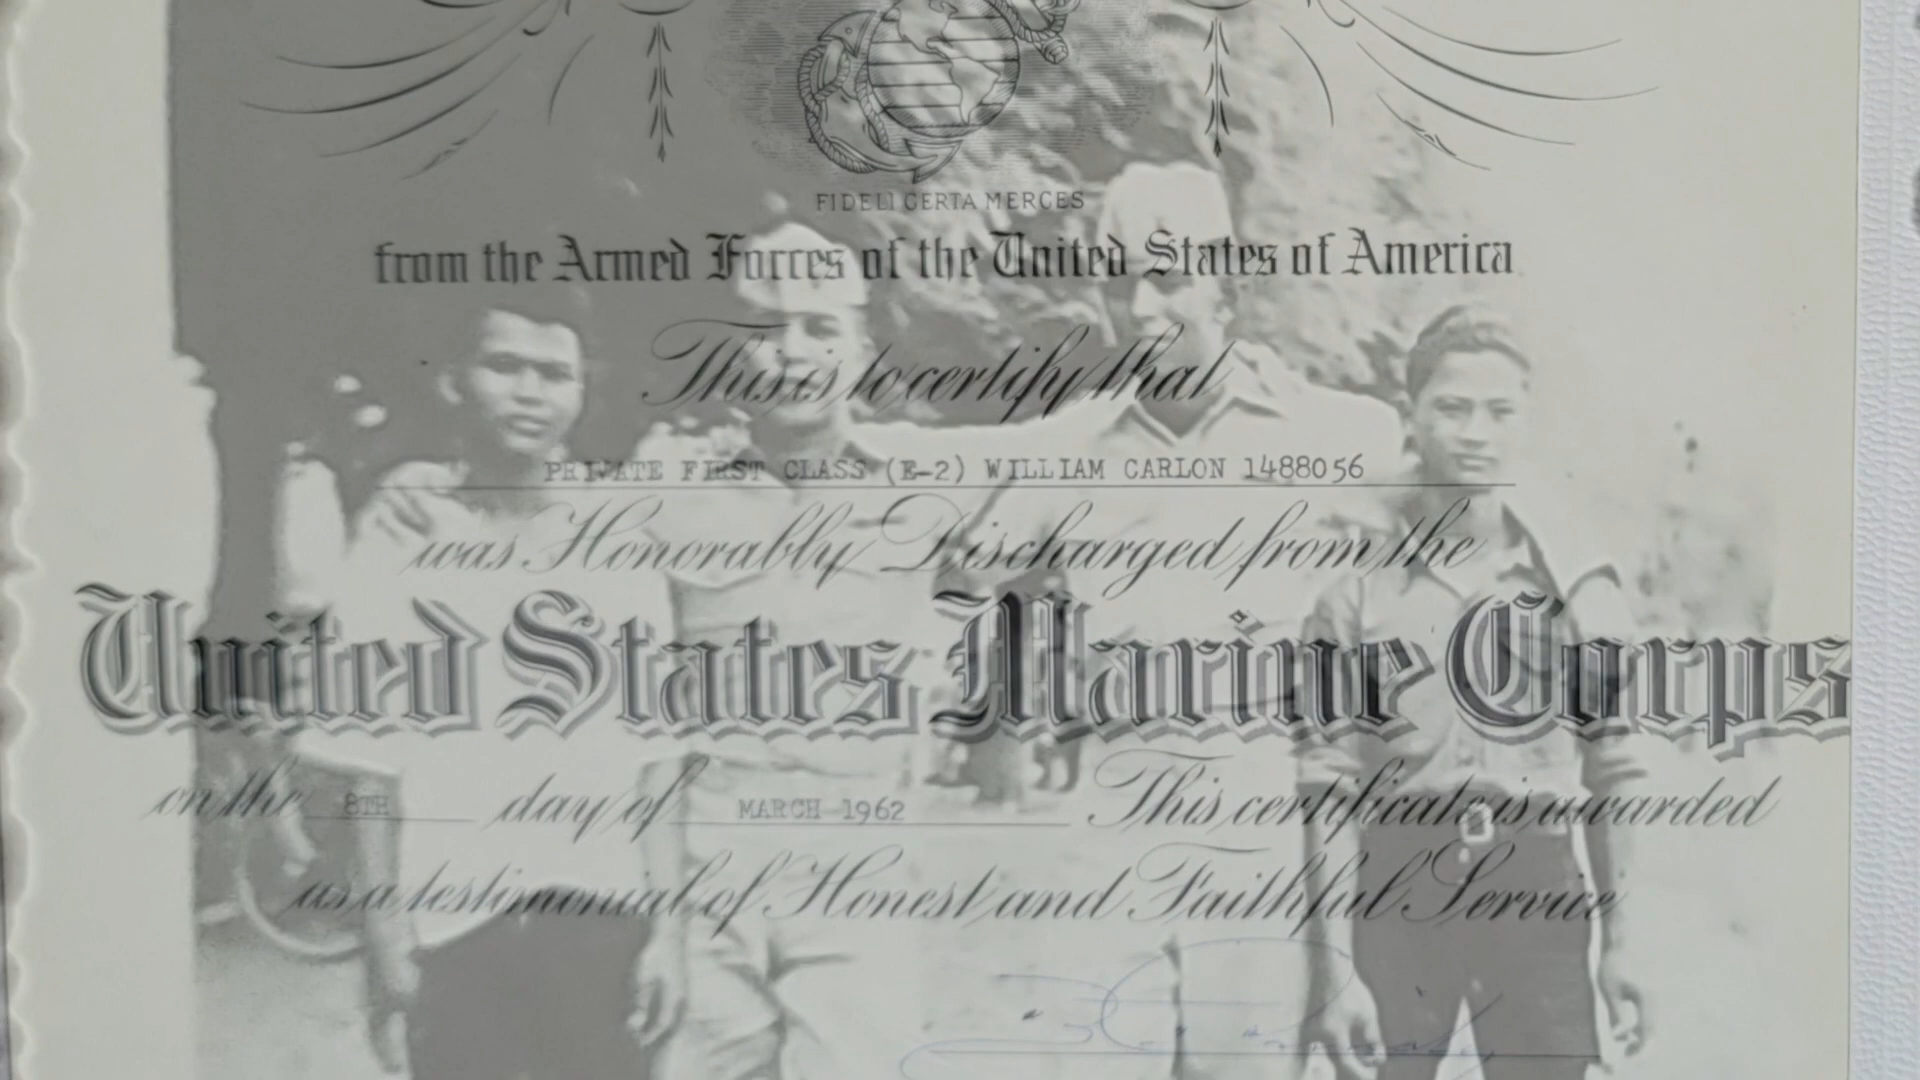 FIDELI CERTA MERCES
from the Armed Forces of the United States of America
This is to certify that
PRIVATE FIRST CLASS (E-2) WILLIAM CARLON 1488056
was Honorably Discharged from the
United States Marine Corps
on the 8TH day of MARCH 1962 This certificate is awarded
as a testimonial of Honest and Faithful Service